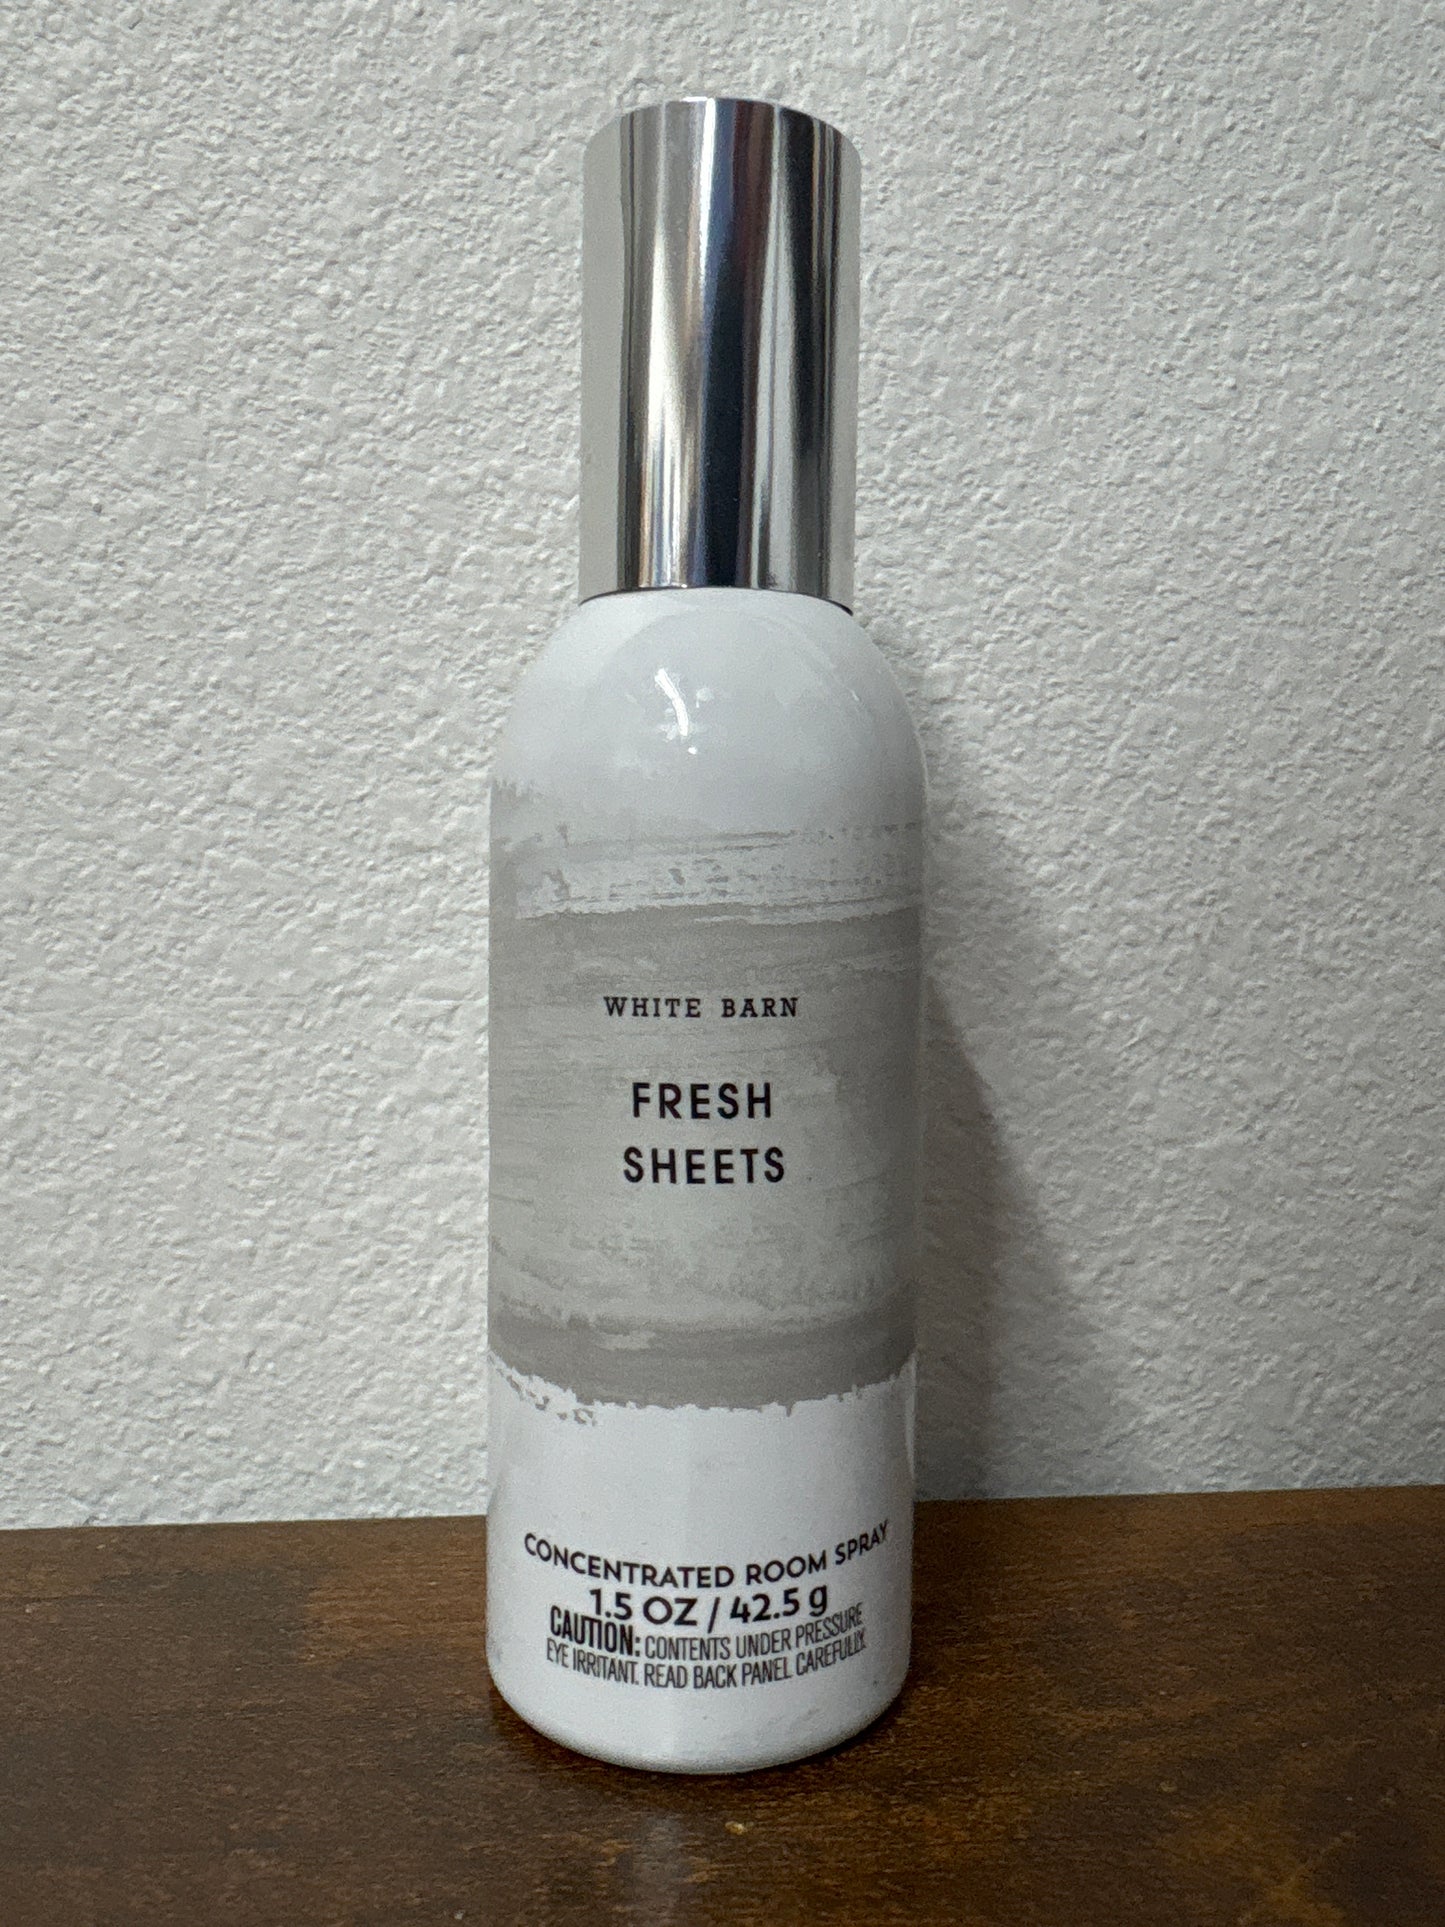 WHITE BARN
FRESH
SHEETS
CONCENTRATED ROOM SPRAY
1.5 OZ / 42.5 g
CAUTION: CONTENTS UNDER PRESSURE
EYE IRRITANT. READ BACK PANEL CAREFULLY.